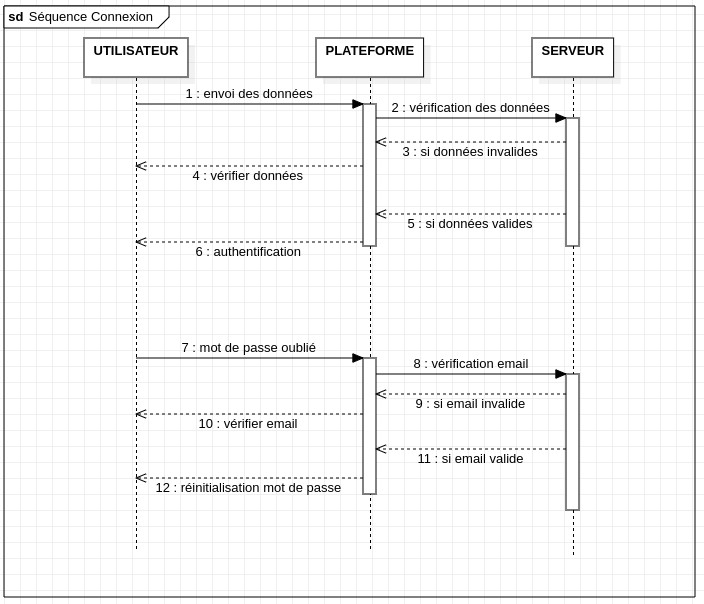 sd Séquence Connexion
UTILISATEUR
PLATEFORME
SERVEUR
1 : envoi des données
2 : vérification des données
3 : si données invalides
4 : vérifier données
5 : si données valides
6 : authentification
7 : mot de passe oublié
8 : vérification email
9 : si email invalide
10 : vérifier email
11 : si email valide
12 : réinitialisation mot de passe